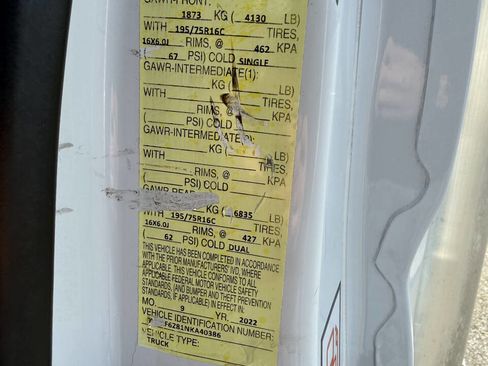 GAWR-FRONT:
1873 KG ( 4130 LB)
WITH 195/75R16C TIRES,
16X6.0J RIMS, @ 462 KPA
( 67 PSI) COLD SINGLE
GAWR-INTERMEDIATE(1):
KG ( LB)
WITH TIRES,
RIMS, @ KPA
( PSI) COLD
GAWR-INTERMEDIATE(2):
KG ( LB)
WITH TIRES,
RIMS, @ KPA
( PSI) COLD
GAWR-REAR
KG ( 6835 LB)
WITH 195/75R16C TIRES,
16X6.0J RIMS, @ 427 KPA
( 62 PSI) COLD DUAL
THIS VEHICLE HAS BEEN COMPLETED IN ACCORDANCE
WITH THE PRIOR MANUFACTURERS' IVD, WHERE
APPLICABLE. THIS VEHICLE CONFORMS TO ALL
APPLICABLE FEDERAL MOTOR VEHICLE SAFETY
STANDARDS, (AND BUMPER AND THEFT PREVENTION
STANDARDS, IF APPLICABLE) IN EFFECT IN:
MO. 9 YR. 2022
VEHICLE IDENTIFICATION NUMBER:
F6Z81NKA40386
VEHICLE TYPE:
TRUCK